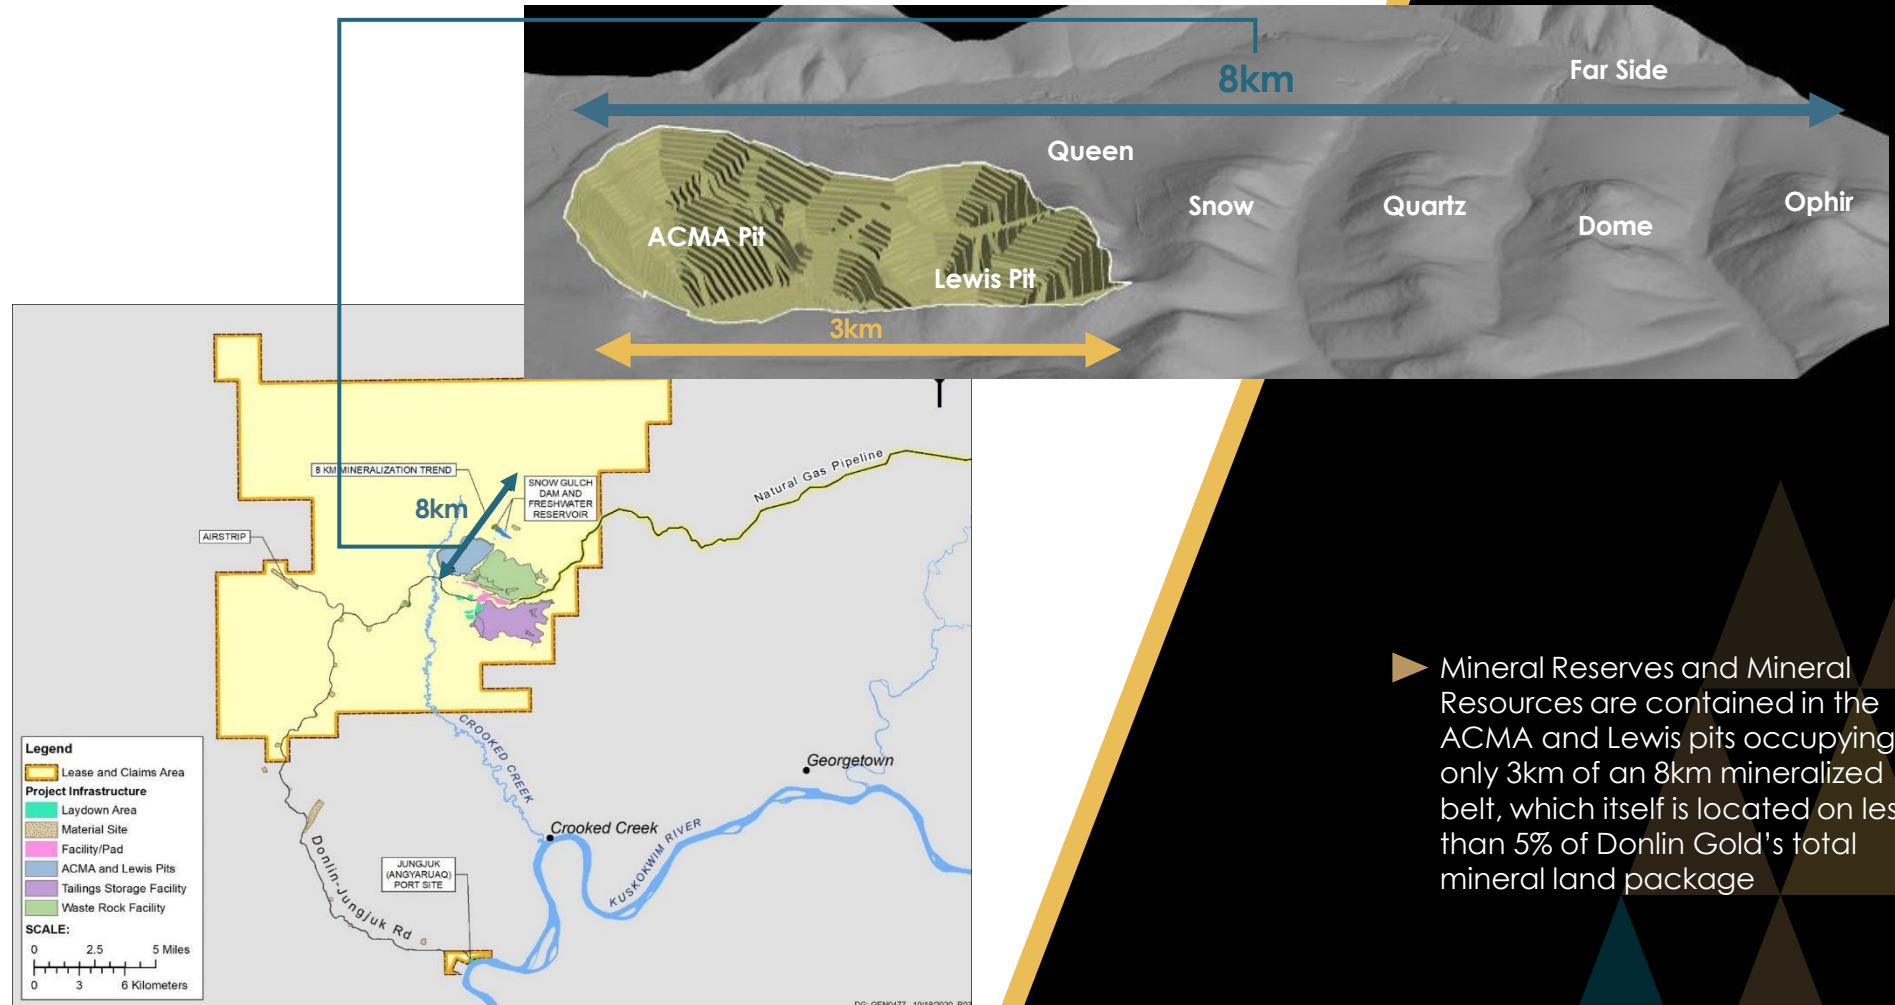 8km
Far Side
Queen
Snow
Quartz
Dome
Ophir
ACMA Pit
Lewis Pit
3km
8 KM MINERALIZATION TREND
SNOW GULCH
DAM AND
FRESHWATER
RESERVOIR
8km
Natural Gas Pipeline
AIRSTRIP
CROOKED CREEK
Georgetown
Crooked Creek
KUSKOKWIM RIVER
JUNGJUK
(ANGYARUAQ)
PORT SITE
Donlin-Jungjuk Rd
Legend
Lease and Claims Area
Project Infrastructure
Laydown Area
Material Site
Facility/Pad
ACMA and Lewis Pits
Tailings Storage Facility
Waste Rock Facility
SCALE:
0 2.5 5 Miles
0 3 6 Kilometers
Mineral Reserves and Mineral
Resources are contained in the
ACMA and Lewis pits occupying
only 3km of an 8km mineralized
belt, which itself is located on les
than 5% of Donlin Gold's total
mineral land package